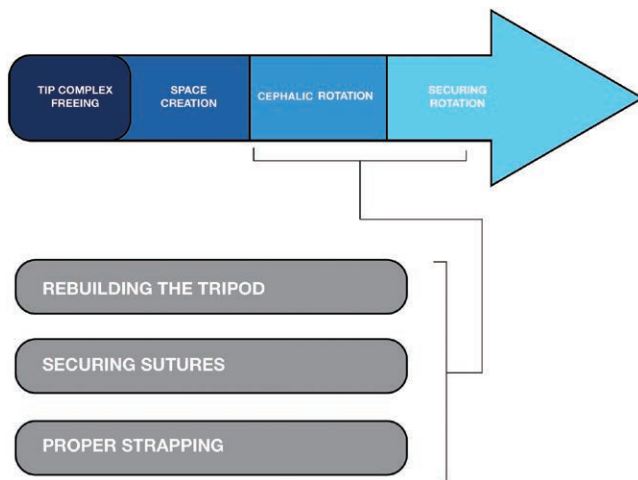 TIP COMPLEX
FREEING
SPACE
CREATION
CEPHALIC ROTATION
SECURING
ROTATION
REBUILDING THE TRIPOD
SECURING SUTURES
PROPER STRAPPING